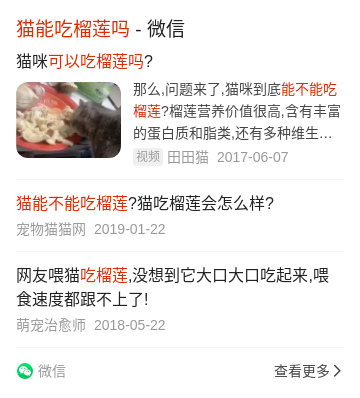 猫能吃榴莲吗 - 微信
猫咪可以吃榴莲吗?
那么,问题来了,猫咪到底能不能吃
榴莲?榴莲营养价值很高,含有丰富
的蛋白质和脂类,还有多种维生...
视频 田田猫 2017-06-07
猫能不能吃榴莲?猫吃榴莲会怎么样?
宠物猫猫网 2019-01-22
网友喂猫吃榴莲,没想到它大口大口吃起来,喂
食速度都跟不上了!
萌宠治愈师 2018-05-22
微信
查看更多